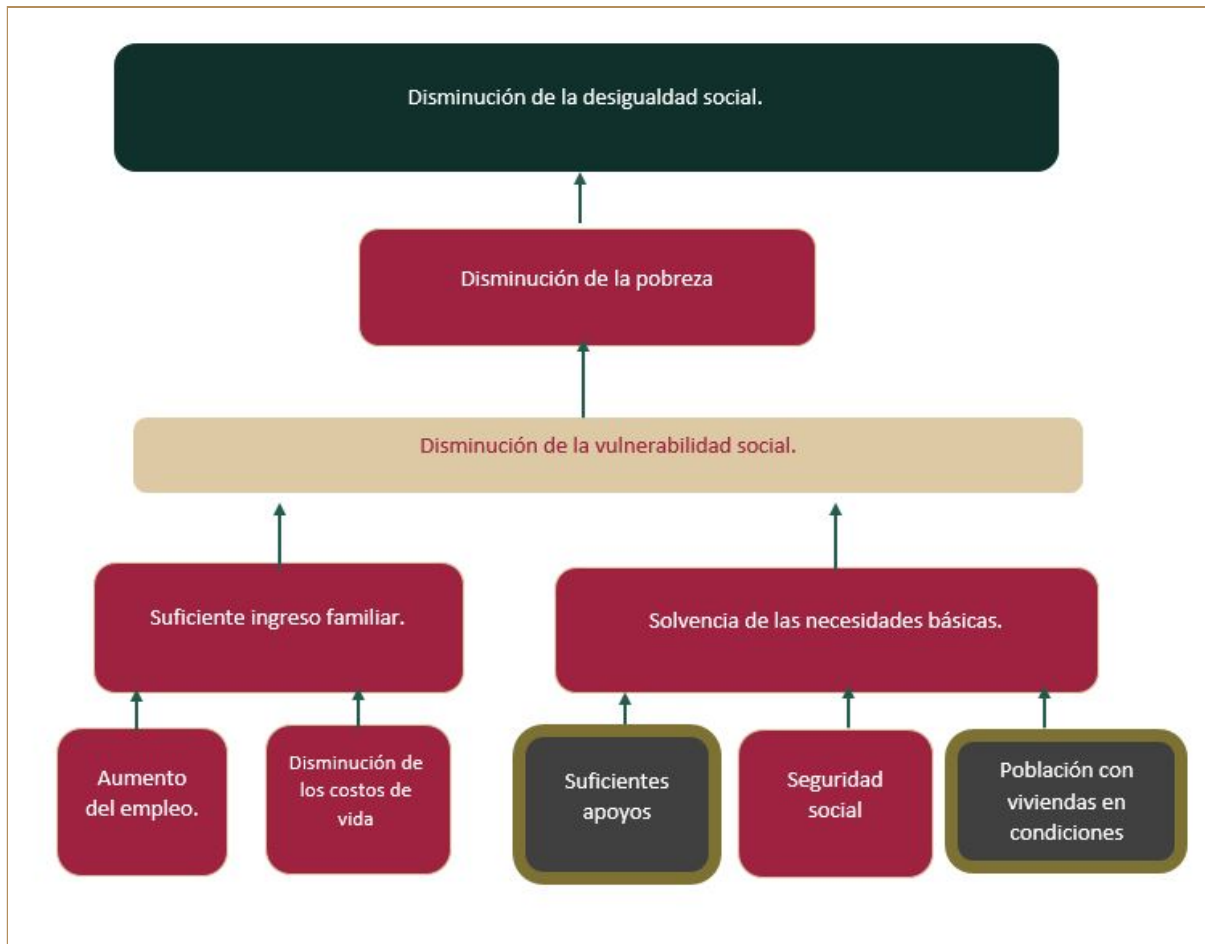 Disminución de la desigualdad social.
Disminución de la pobreza
Disminución de la vulnerabilidad social.
Suficiente ingreso familiar.
Solvencia de las necesidades básicas.
Aumento
del empleo.
Disminución de
los costos de
vida
Suficientes
apoyos
Seguridad
social
Población con
viviendas en
condiciones